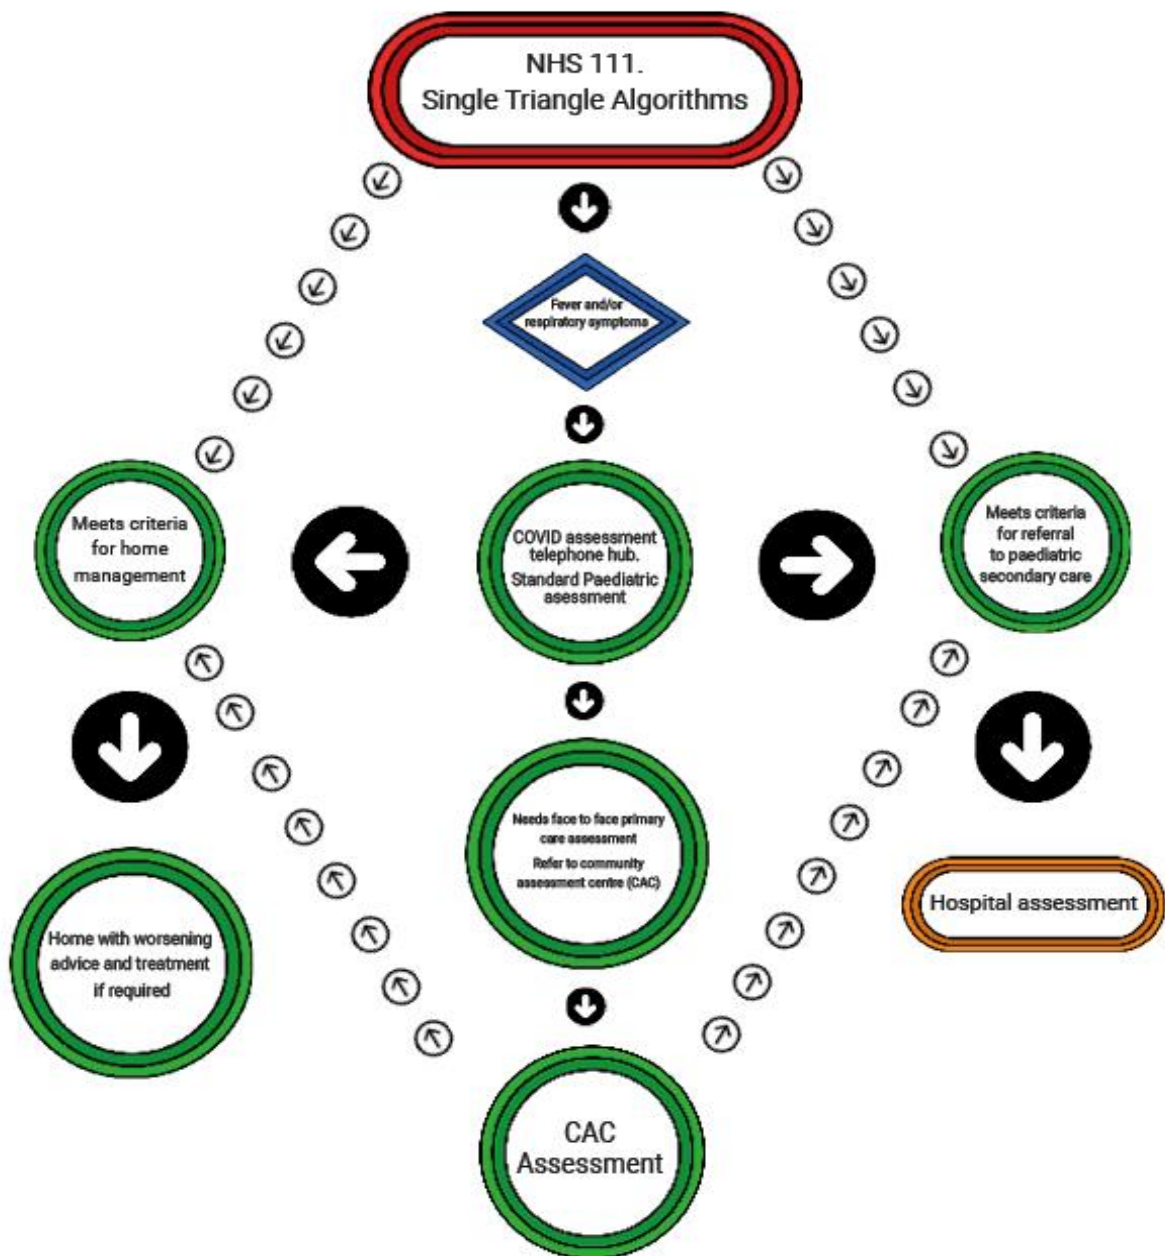 NHS 111.
Single Triangle Algorithms
Fever and/or
respiratory symptoms
Meets criteria
for home
management
COVID assessment
telephone hub.
Standard Paediatric
asessment
Meets criteria
for referral
to paediatric
secondary care
Needs face to face primary
care assessment
Refer to community
assessment centre (CAC)
Home with worsening
advice and treatment
if required
Hospital assessment
CAC
Assessment